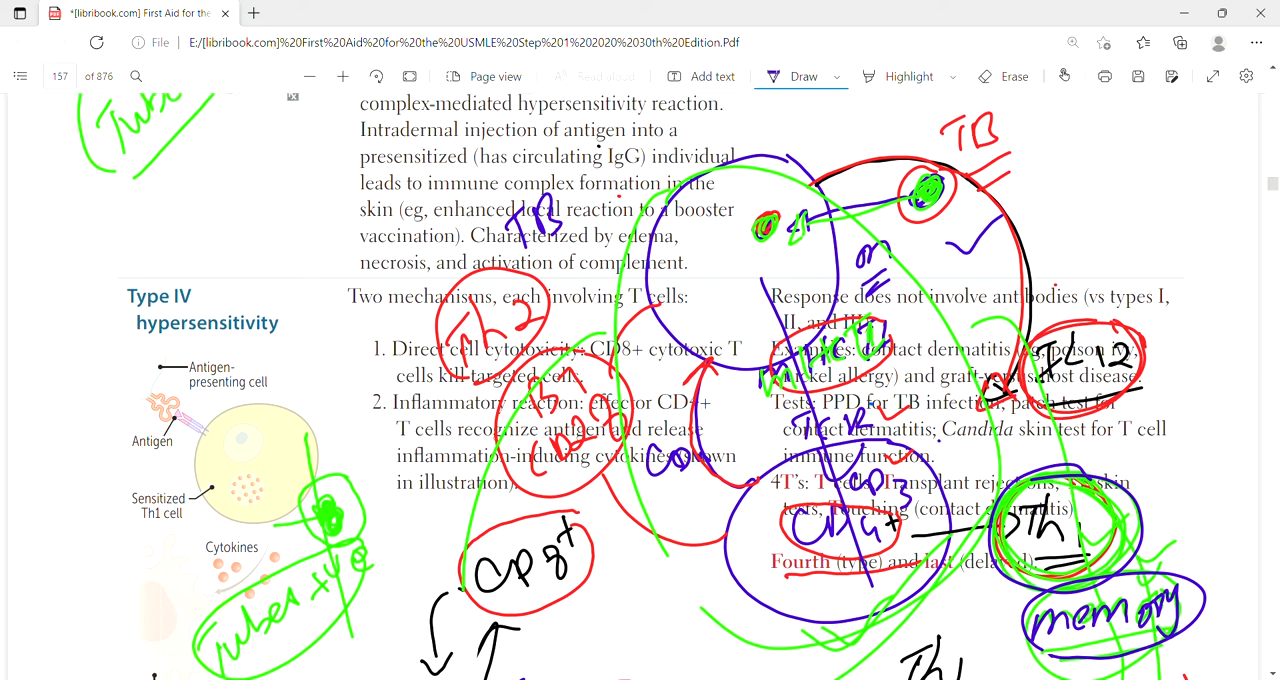 *[libribook.com] First Aid for the
File E:/[libribook.com]%20First%20Aid%20for%20the%20USMLE%20Step%201%202020%2030th%20Edition.Pdf
157 of 876
Page view
Read aloud
Add text
Draw
Highlight
Erase
complex-mediated hypersensitivity reaction.
Intradermal injection of antigen into a
presensitized (has circulating IgG) individual
leads to immune complex formation in the
skin (eg, enhanced local reaction to a booster
vaccination). Characterized by edema,
necrosis, and activation of complement.
TB
TB
Type IV
hypersensitivity
Two mechanisms, each involving T cells:
1. Direct cell cytotoxicity: CD8+ cytotoxic T
cells kill targeted cells.
2. Inflammatory reaction: effector CD4+
T cells recognize antigen and release
inflammation-inducing cytokines (shown
in illustration).
Response does not involve antibodies (vs types I,
II, and III).
Examples: contact dermatitis (eg, poison ivy,
nickel allergy) and graft-versus-host disease.
Tests: PPD for TB infection; patch test for
contact dermatitis; Candida skin test for T cell
immune function.
4T's: T cells, Transplant rejections, TB skin
tests, Touching (contact dermatitis).
Fourth (type) and last (delayed).
Antigen-
presenting cell
Antigen
Sensitized
Th1 cell
Cytokines
Th2
B7
CD28
MHC II
IL12
TCR
CD3
CD4+
Th1
CD8+
memory
Th1